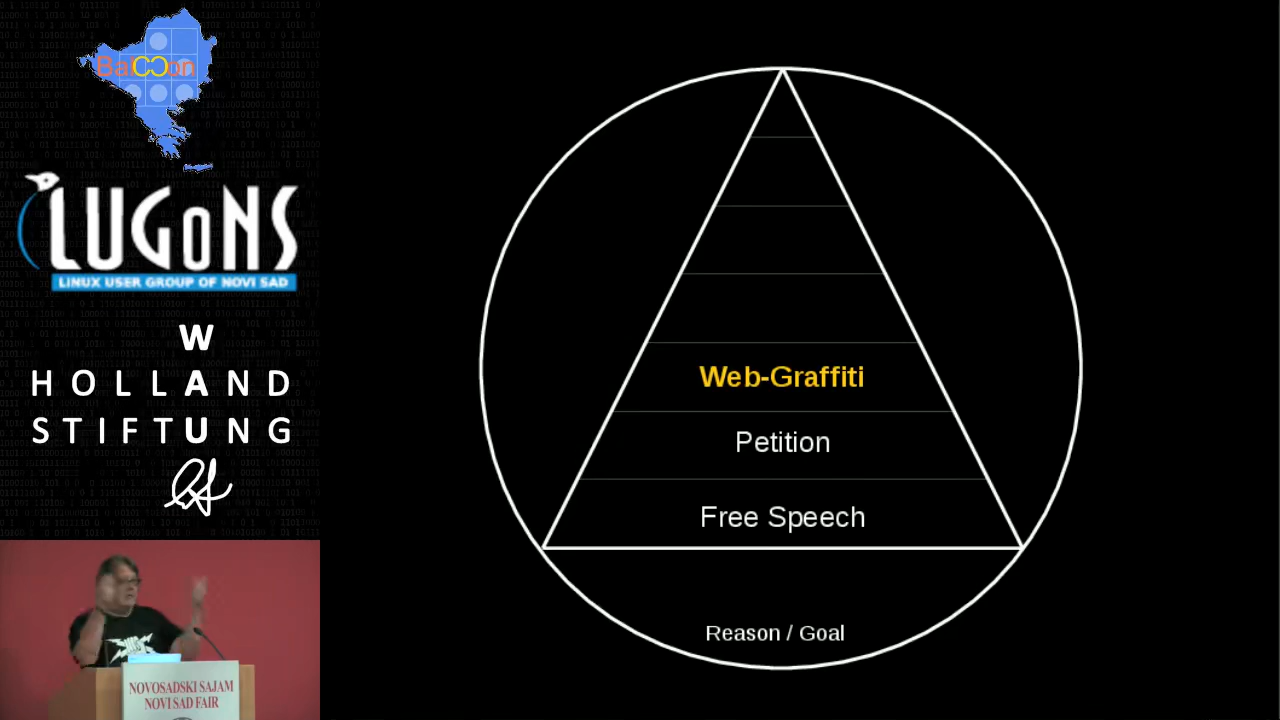 BalCCon
LUGoNS
LINUX USER GROUP OF NOVI SAD
W
HOLLAND
STIFTUNG
NOVOSADSKI SAJAM
NOVI SAD FAIR
Web-Graffiti
Petition
Free Speech
Reason / Goal